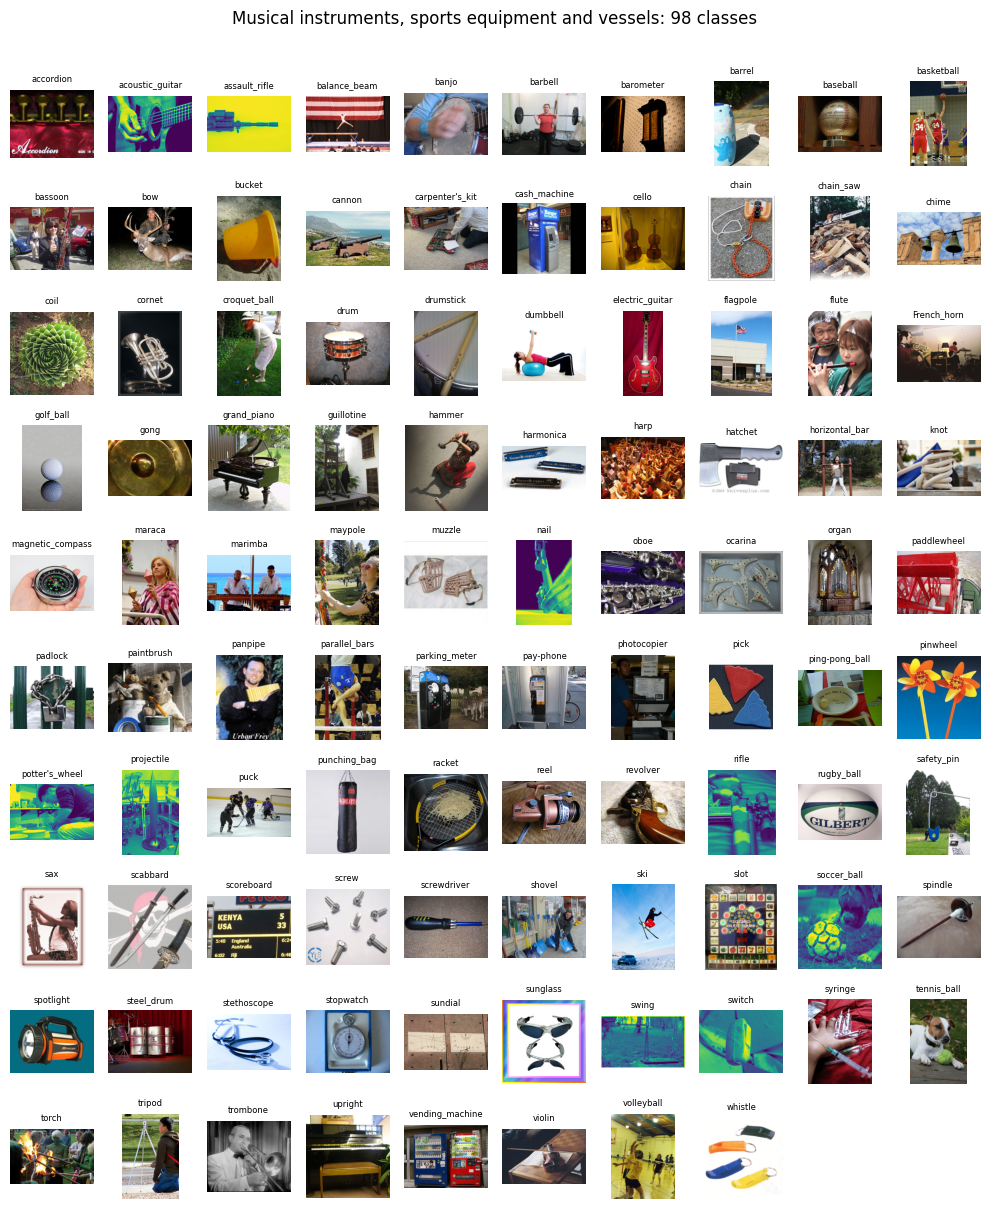 Musical instruments, sports equipment and vessels: 98 classes
accordion acoustic_guitar assault_rifle balance_beam banjo barbell barometer barrel baseball basketball
Accordion
34
bassoon bow bucket cannon carpenter's_kit cash_machine cello chain chain_saw chime
coil cornet croquet_ball drum drumstick dumbbell electric_guitar flagpole flute French_horn
golf_ball gong grand_piano guillotine hammer harmonica harp hatchet horizontal_bar knot
magnetic_compass maraca marimba maypole muzzle nail oboe ocarina organ paddlewheel
padlock paintbrush panpipe parallel_bars parking_meter pay-phone photocopier pick ping-pong_ball pinwheel
Urban Frey
potter's_wheel projectile puck punching_bag racket reel revolver rifle rugby_ball safety_pin
GILBERT
sax scabbard scoreboard screw screwdriver shovel ski slot soccer_ball spindle
KENYA 5
USA 33
England
Australia
spotlight steel_drum stethoscope stopwatch sundial sunglass swing switch syringe tennis_ball
torch tripod trombone upright vending_machine violin volleyball whistle